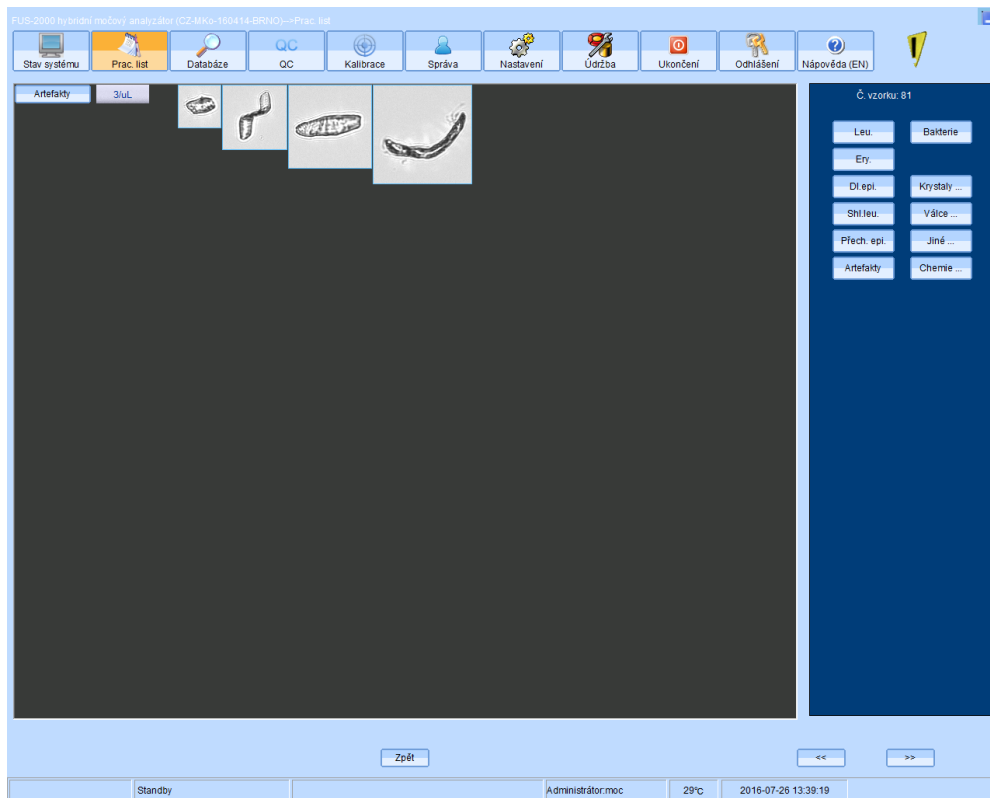 FUS-2000 hybridní močový analyzátor (CZ-MKo-160414-BRNO)-->Prac. list
Stav systému
Prac. list
Databáze
QC
QC
Kalibrace
Správa
Nastavení
Údržba
Ukončení
Odhlášení
Nápověda (EN)
Artefakty
3/uL
Č. vzorku: 81
Leu.
Bakterie
Ery.
Dl.epi.
Krystaly ...
Shl.leu.
Válce ...
Přech. epi.
Jiné ...
Artefakty
Chemie ...
Zpět
<<
>>
Standby
Administrátor:moc
29℃
2016-07-26 13:39:19